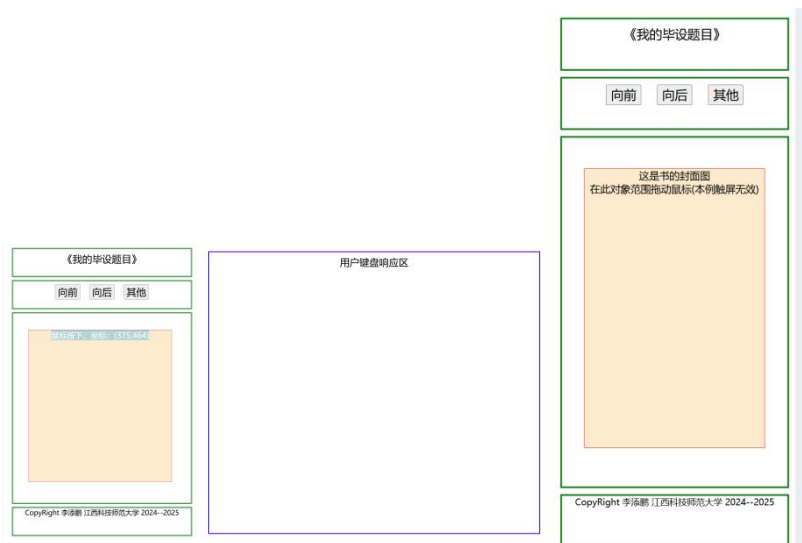 《我的毕设题目》
向前 向后 其他
鼠标按下，坐标：(375,464)
CopyRight 李添鹏 江西科技师范大学 2024--2025
用户键盘响应区
《我的毕设题目》
向前 向后 其他
这是书的封面图
在此对象范围拖动鼠标(本例触屏无效)
CopyRight 李添鹏 江西科技师范大学 2024--2025